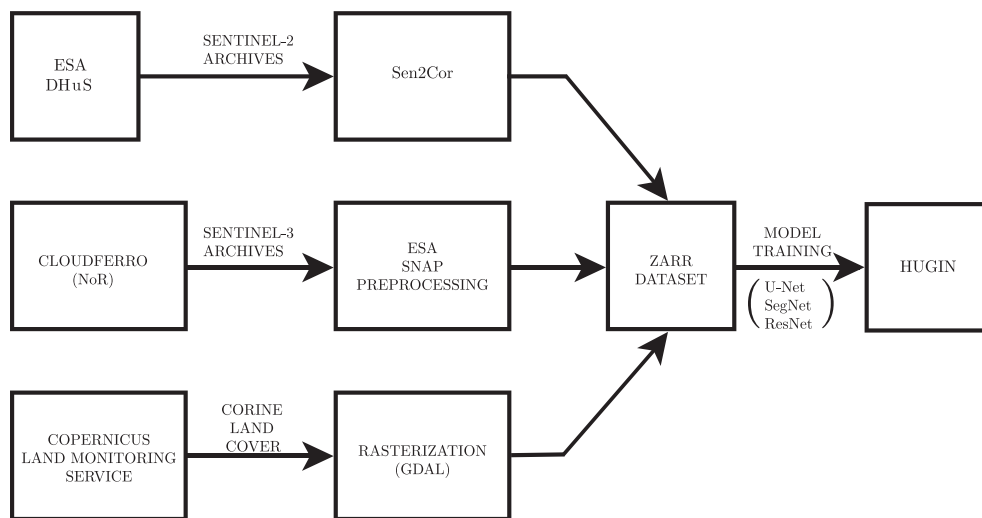 ESA
DHuS
SENTINEL-2
ARCHIVES
Sen2Cor
CLOUDFERRO
(NoR)
SENTINEL-3
ARCHIVES
ESA
SNAP
PREPROCESSING
ZARR
DATASET
MODEL
TRAINING
U-Net
SegNet
ResNet
HUGIN
COPERNICUS
LAND MONITORING
SERVICE
CORINE
LAND
COVER
RASTERIZATION
(GDAL)